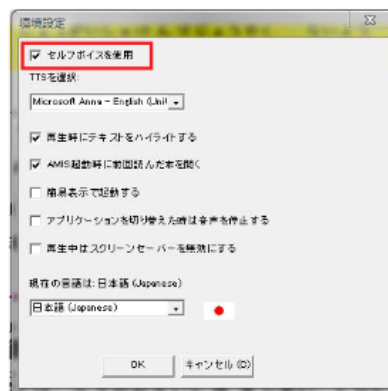 環境設定
セルフボイスを使用
TTSを選択:
Microsoft Anna - English (Unit
再生時にテキストをハイライトする
AMIS起動時に前回読んだ本を開く
簡易表示で起動する
アプリケーションを切り替えた時は音声を停止する
再生中はスクリーンセーバーを無効にする
現在の言語は: 日本語 (Japanese)
日本語 (Japanese)
OK
キャンセル(C)